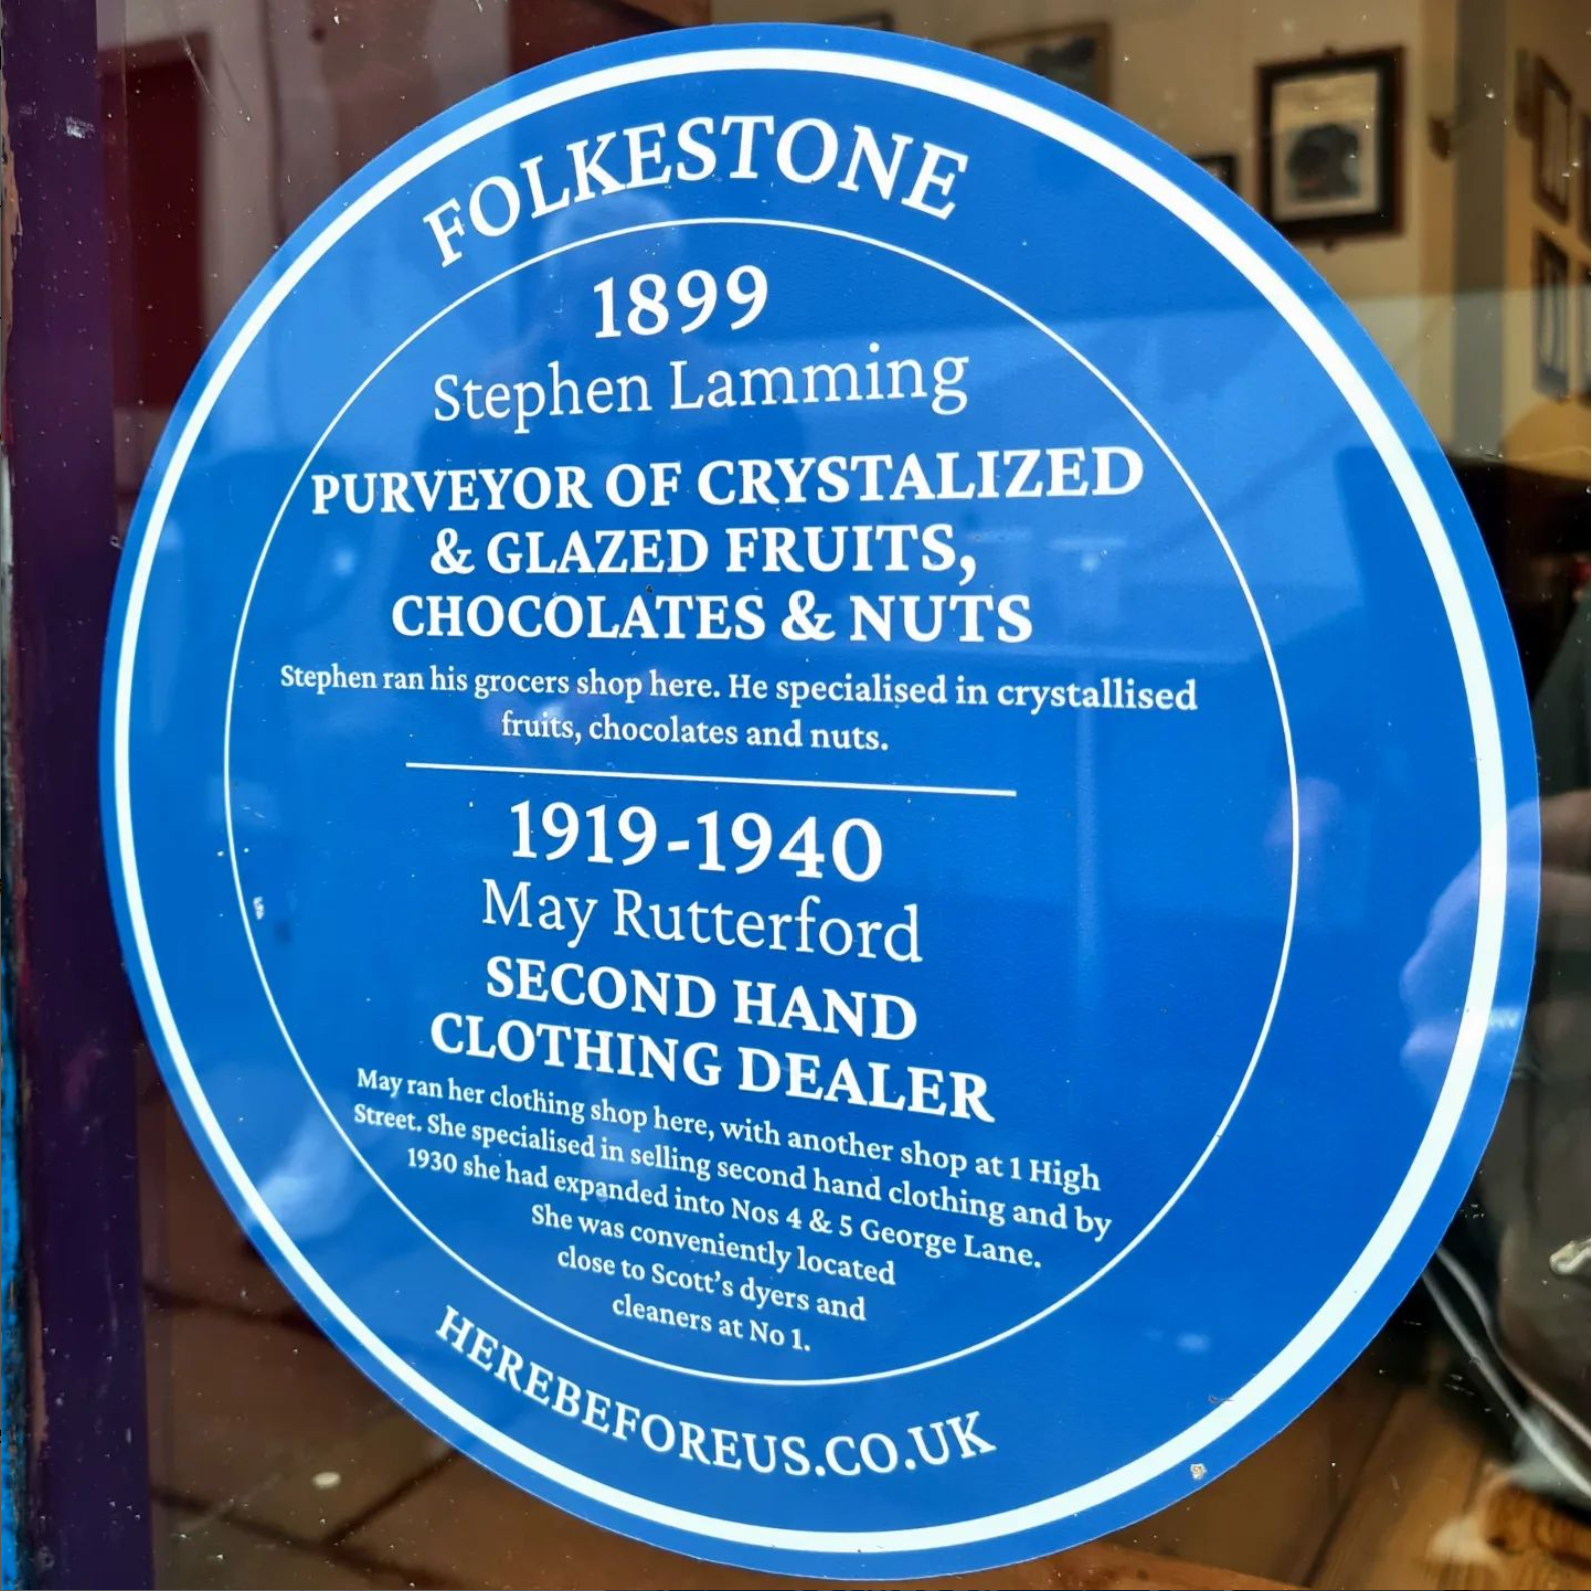 FOLKESTONE
1899
Stephen Lamming
PURVEYOR OF CRYSTALIZED
& GLAZED FRUITS,
CHOCOLATES & NUTS
Stephen ran his grocers shop here. He specialised in crystallised
fruits, chocolates and nuts.
1919-1940
May Rutterford
SECOND HAND
CLOTHING DEALER
May ran her clothing shop here, with another shop at 1 High
Street. She specialised in selling second hand clothing and by
1930 she had expanded into Nos 4 & 5 George Lane.
She was conveniently located
close to Scott's dyers and
cleaners at No 1.
HEREBEFOREUS.CO.UK